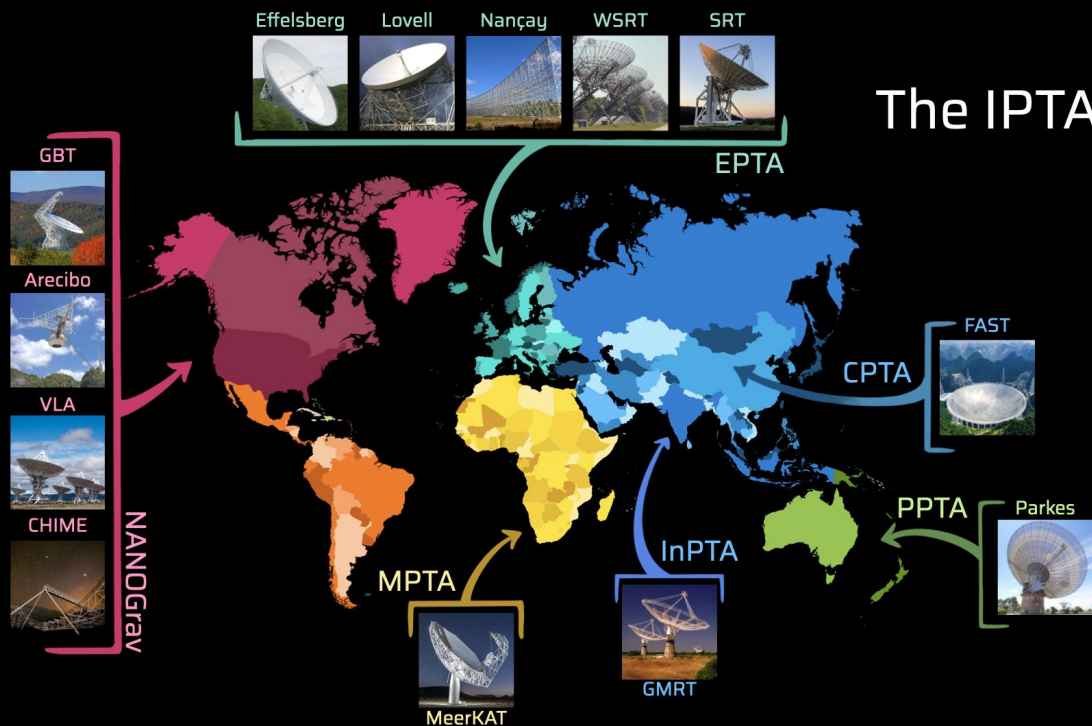 Effelsberg
Lovell
Nançay
WSRT
SRT
The IPTA
EPTA
GBT
Arecibo
VLA
CHIME
NANOGrav
FAST
CPTA
PPTA
Parkes
InPTA
GMRT
MPTA
MeerKAT